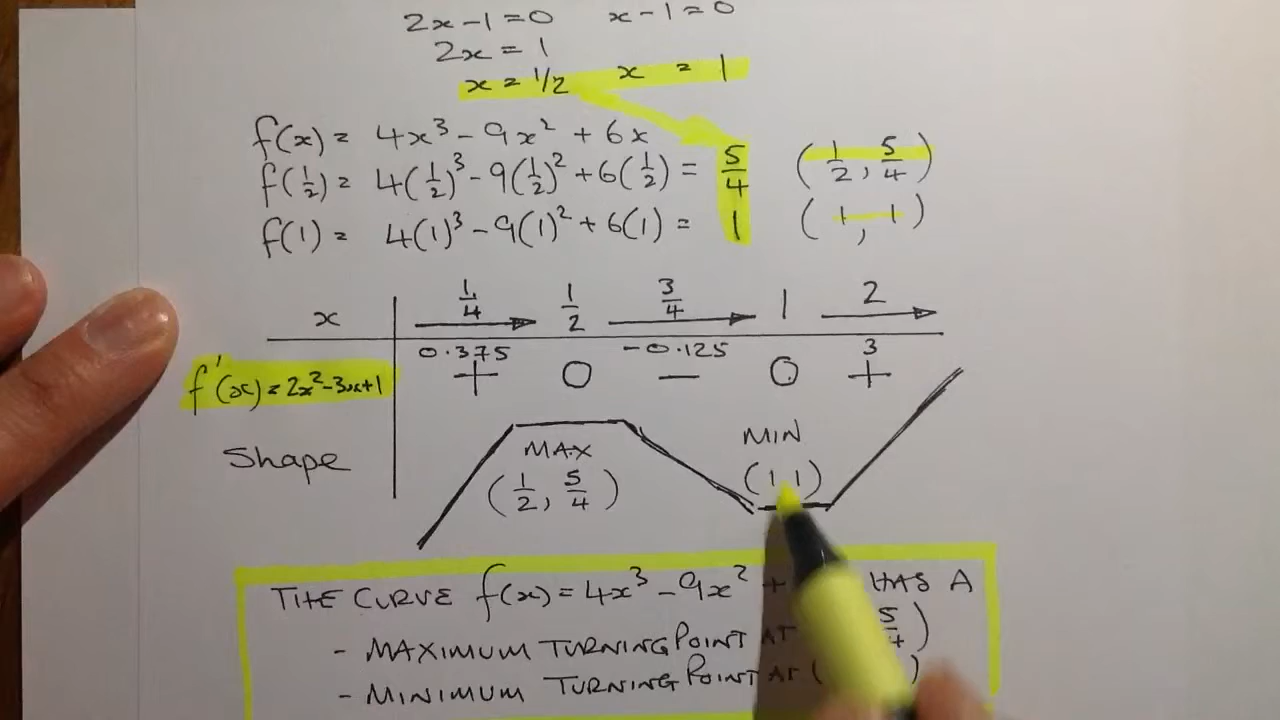 2x-1=0 x-1=0
2x = 1
x = 1/2 x = 1
f(x) = 4x³ - 9x² + 6x
f(1/2) = 4(1/2)³ - 9(1/2)² + 6(1/2) = 5/4 (1/2, 5/4)
f(1) = 4(1)³ - 9(1)² + 6(1) = 1 (1, 1)
x 1/4 1/2 3/4 1 2
0.375 -0.125 3
f'(x) = 2x²-3x+1 + 0 - 0 +
Shape MAX MIN
(1/2, 5/4) (1,1)
THE CURVE f(x) = 4x³ - 9x² + HAS A
- MAXIMUM TURNING POINT AT 5/4)
- MINIMUM TURNING POINT AT ( )